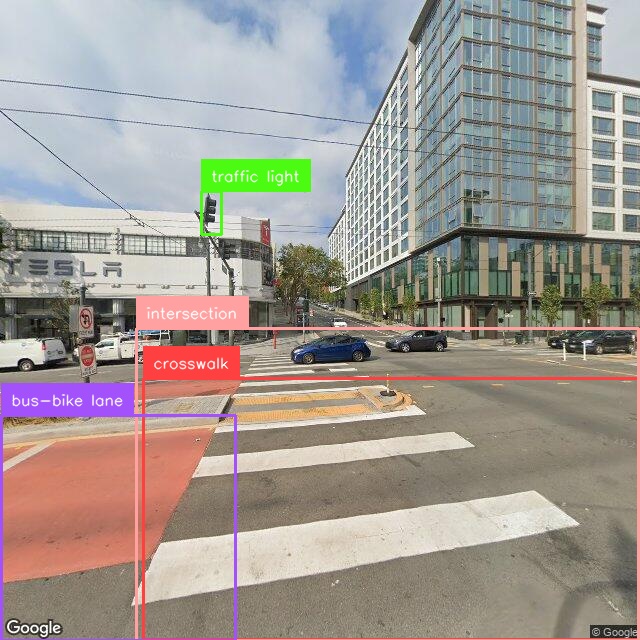 traffic light
TESLA
intersection
crosswalk
bus-bike lane
Google
© Google